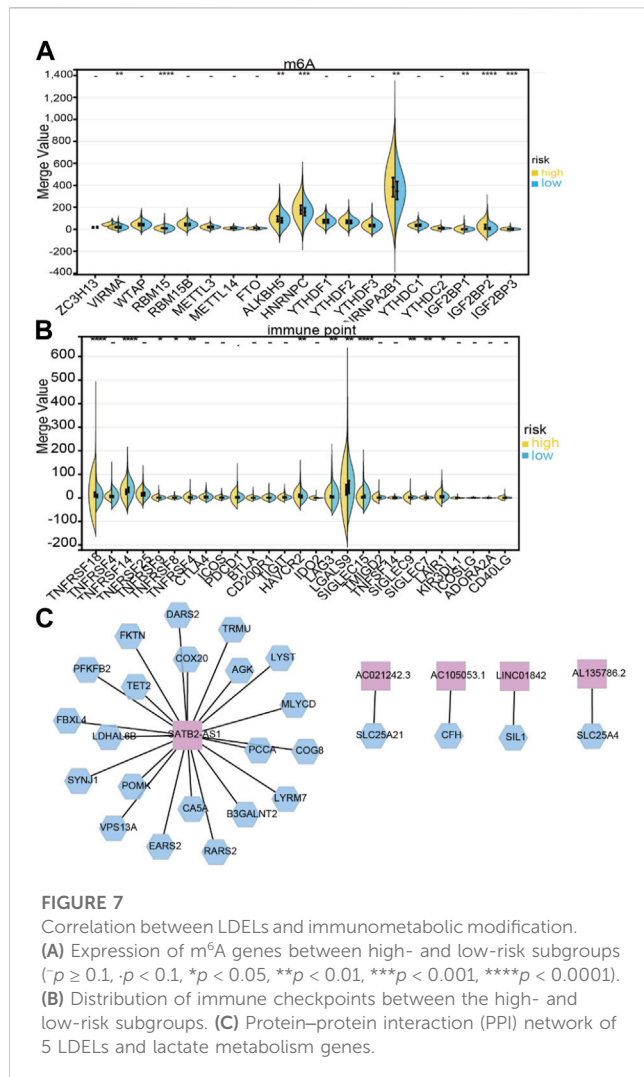 A
m6A
- ** - **** - - - - ** *** - - - ** - - ** **** ***
Merge Value
1,400
1200
1000
800
600
400
200
0
-200
-400
risk
high
low
ZC3H13
VIRMA
WTAP
RBM15
RBM15B
METTL3
METTL14
FTO
ALKBH5
HNRNPC
YTHDF1
YTHDF2
YTHDF3
HNRNPA2B1
YTHDC1
YTHDC2
IGF2BP1
IGF2BP2
IGF2BP3
B
immune point
Merge Value
600
500
400
300
200
100
0
-100
-200
risk
high
low
TNFRSF18
TNFRSF4
TNFRSF14
TNFRSF25
TNFRSF8
TNFSF4
CTLA4
ICOS
PDCD1
BTLA
CD200R1
TIGIT
HAVCR2
IDO2
LAG3
LGALS9
SIGLEC15
TMIGD2
TNFSF14
SIGLEC9
SIGLEC7
LAIR1
KIR3DL1
ICOSLG
ADORA2A
CD40LG
C
DARS2
FKTN
TRMU
COX20
PFKFB2
AGK
LYST
TET2
MLYCD
FBXL4
LDHAL6B
SATB2-AS1
PCCA
COG8
SYNJ1
POMK
LYRM7
CA5A
B3GALNT2
VPS13A
EARS2
RARS2
AC021242.3
AC105053.1
LINC01842
AL135786.2
SLC25A21
CFH
SIL1
SLC25A4
FIGURE 7
Correlation between LDELs and immunometabolic modification.
(A) Expression of m⁶A genes between high- and low-risk subgroups
(⁻p ≥ 0.1, ·p < 0.1, *p < 0.05, **p < 0.01, ***p < 0.001, ****p < 0.0001).
(B) Distribution of immune checkpoints between the high- and
low-risk subgroups. (C) Protein–protein interaction (PPI) network of
5 LDELs and lactate metabolism genes.